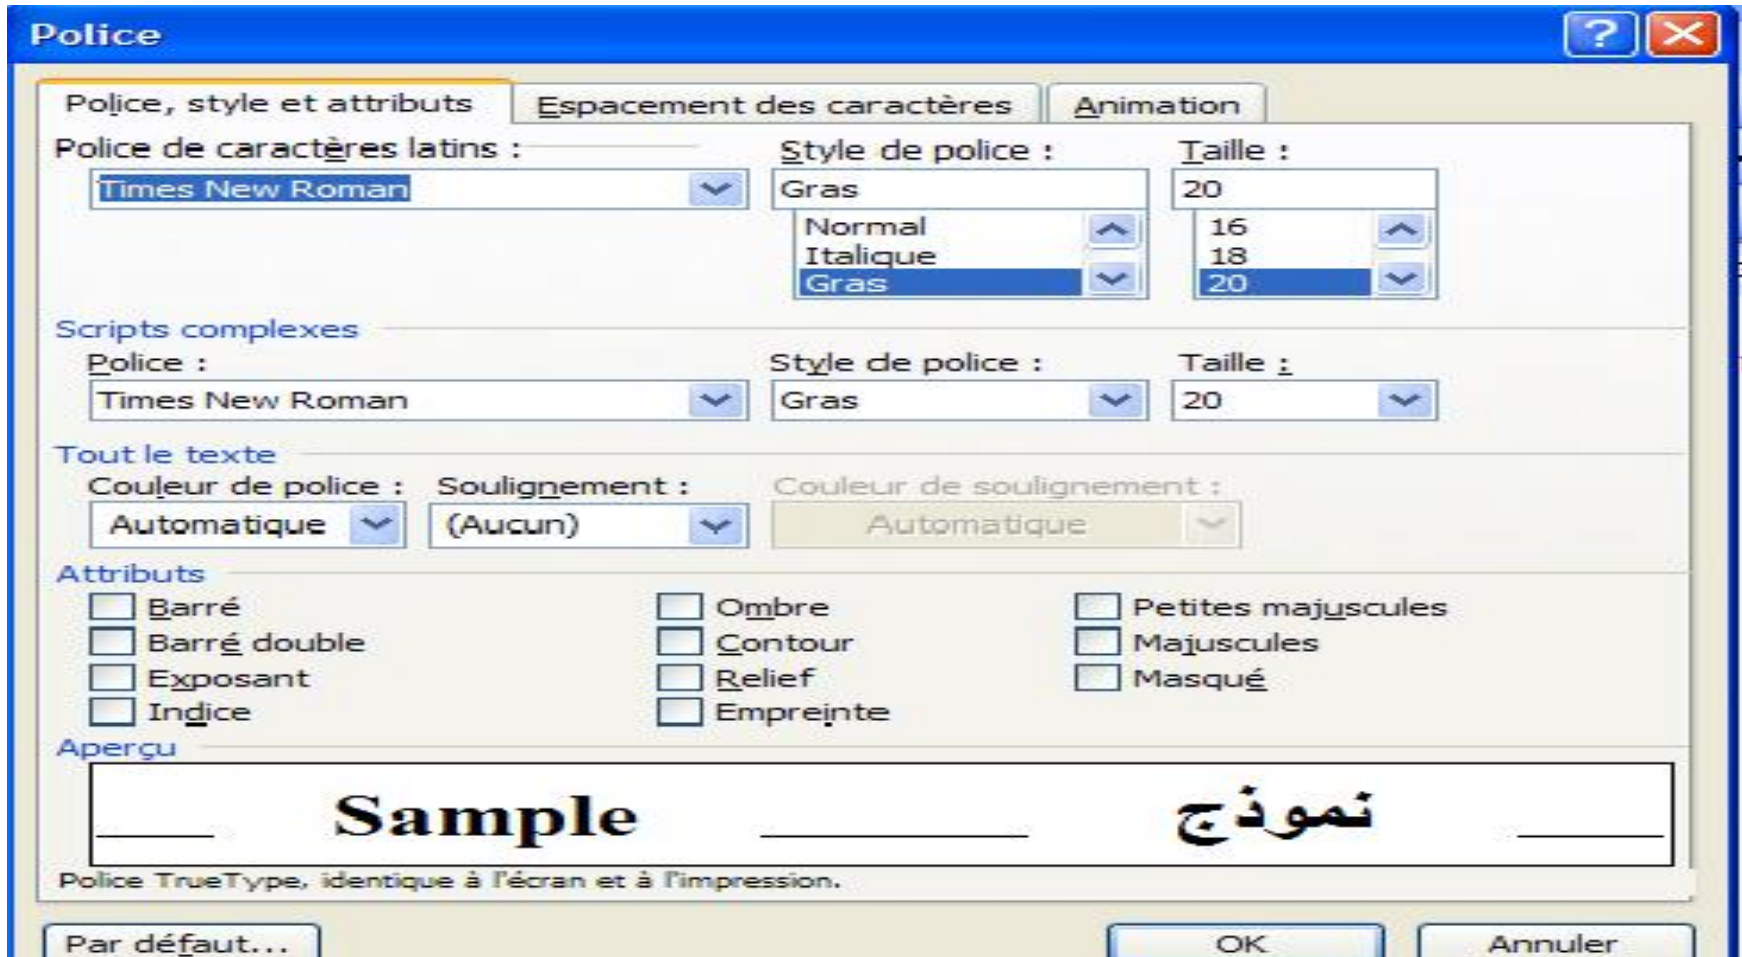 Police
Police, style et attributs Espacement des caractères Animation
Police de caractères latins : Style de police : Taille :
Times New Roman Gras 20
Normal 16
Italique 18
Gras 20
Scripts complexes
Police : Style de police : Taille :
Times New Roman Gras 20
Tout le texte
Couleur de police : Soulignement : Couleur de soulignement :
Automatique (Aucun) Automatique
Attributs
Barré Ombre Petites majuscules
Barré double Contour Majuscules
Exposant Relief Masqué
Indice Empreinte
Aperçu
Sample نموذج
Police TrueType, identique à l'écran et à l'impression.
Par défaut... OK Annuler